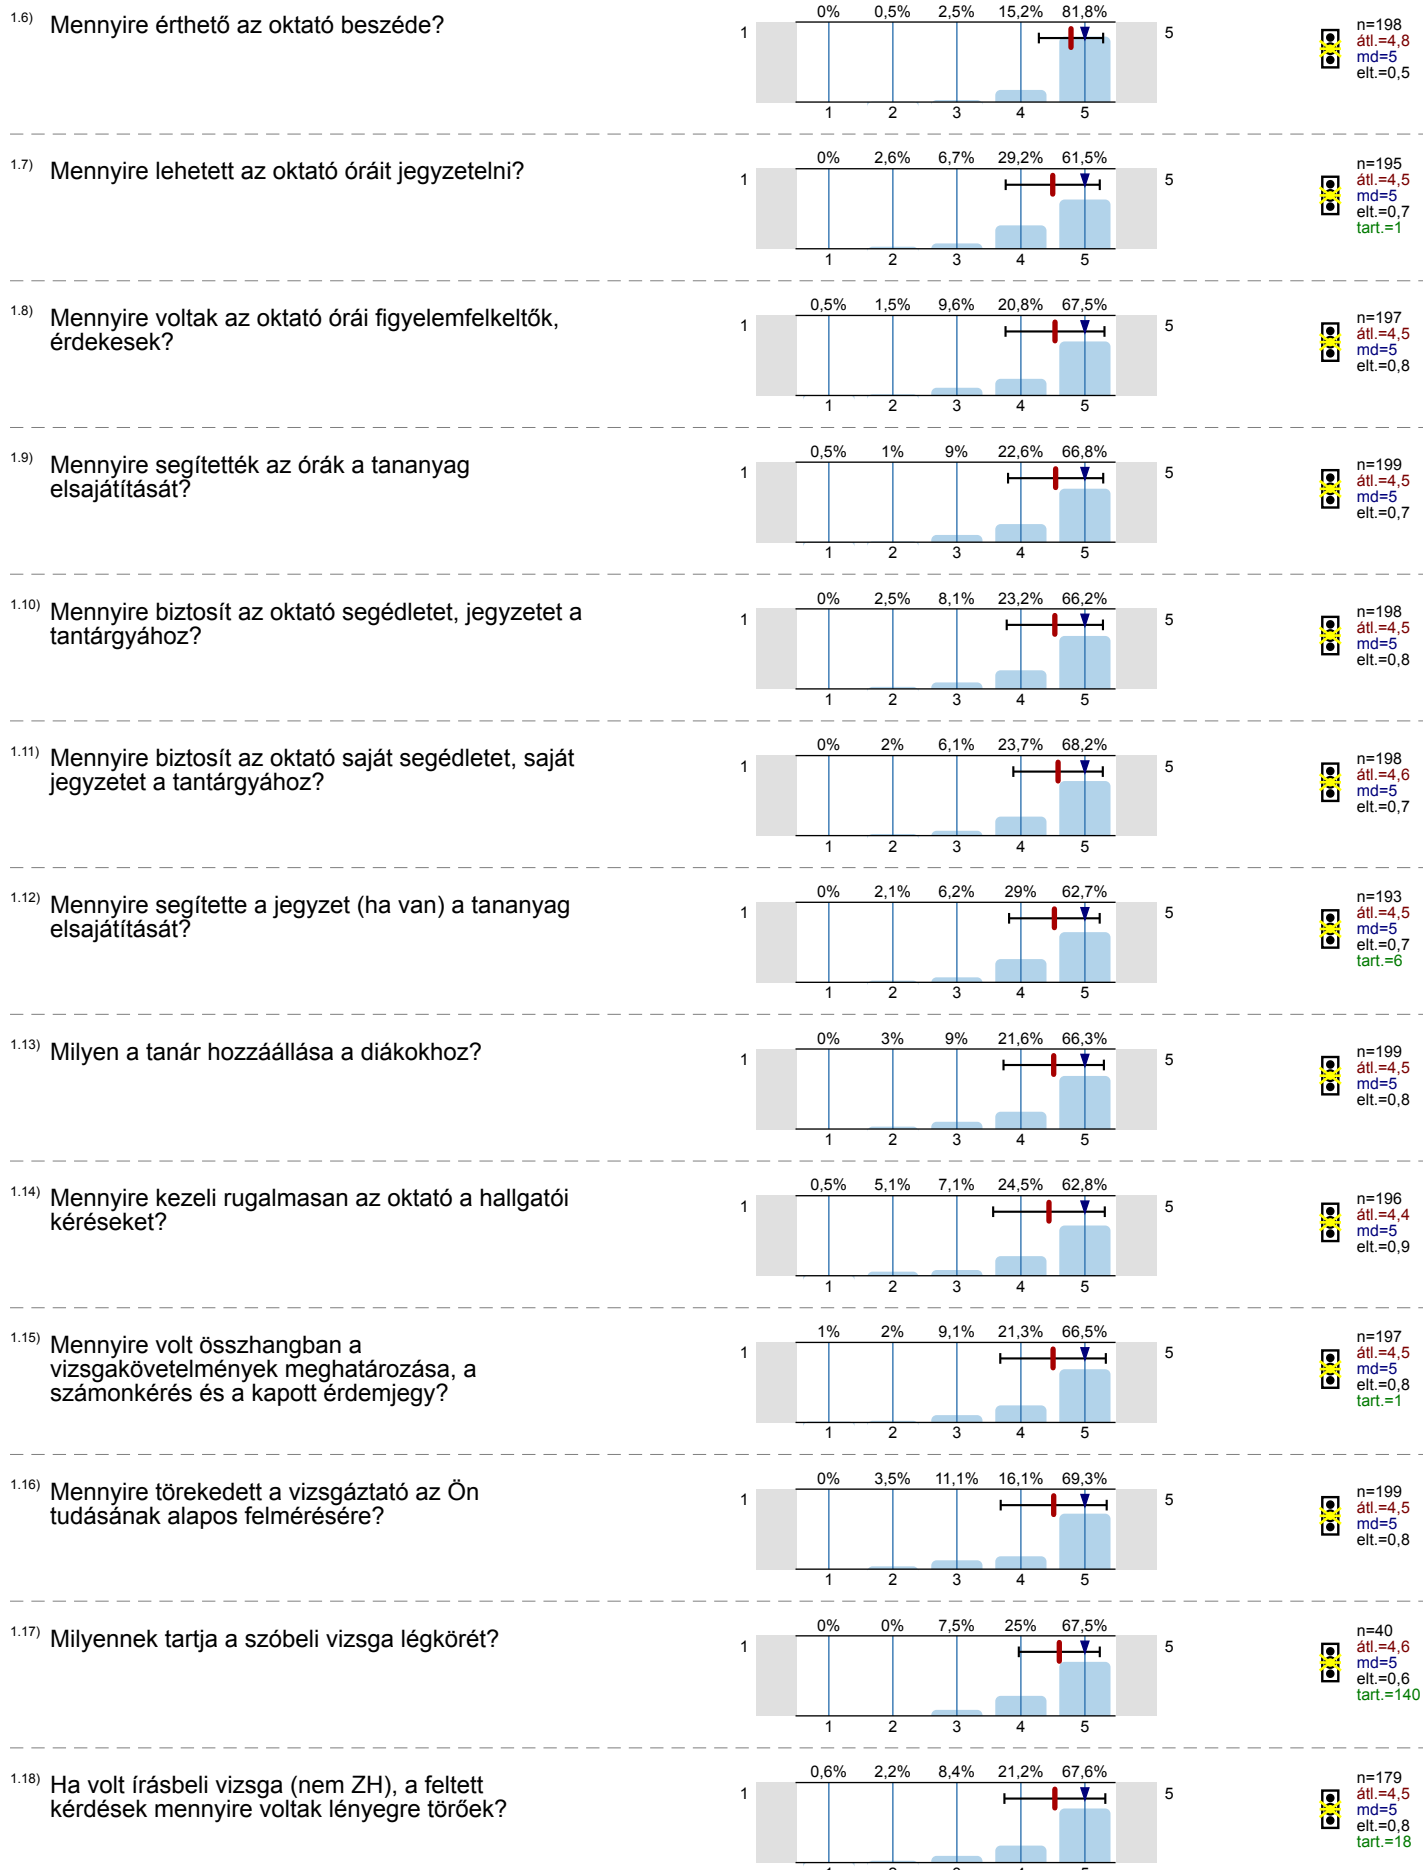 1.6) Mennyire érthető az oktató beszéde?
0% 0,5% 2,5% 15,2% 81,8%
1 5
1 2 3 4 5
n=198
átl.=4,8
md=5
elt.=0,5
1.7) Mennyire lehetett az oktató óráit jegyzetelni?
0% 2,6% 6,7% 29,2% 61,5%
1 5
1 2 3 4 5
n=195
átl.=4,5
md=5
elt.=0,7
tart.=1
1.8) Mennyire voltak az oktató órái figyelemfelkeltők,
érdekesek?
0,5% 1,5% 9,6% 20,8% 67,5%
1 5
1 2 3 4 5
n=197
átl.=4,5
md=5
elt.=0,8
1.9) Mennyire segítették az órák a tananyag
elsajátítását?
0,5% 1% 9% 22,6% 66,8%
1 5
1 2 3 4 5
n=199
átl.=4,5
md=5
elt.=0,7
1.10) Mennyire biztosít az oktató segédletet, jegyzetet a
tantárgyához?
0% 2,5% 8,1% 23,2% 66,2%
1 5
1 2 3 4 5
n=198
átl.=4,5
md=5
elt.=0,8
1.11) Mennyire biztosít az oktató saját segédletet, saját
jegyzetet a tantárgyához?
0% 2% 6,1% 23,7% 68,2%
1 5
1 2 3 4 5
n=198
átl.=4,6
md=5
elt.=0,7
1.12) Mennyire segítette a jegyzet (ha van) a tananyag
elsajátítását?
0% 2,1% 6,2% 29% 62,7%
1 5
1 2 3 4 5
n=193
átl.=4,5
md=5
elt.=0,7
tart.=6
1.13) Milyen a tanár hozzáállása a diákokhoz?
0% 3% 9% 21,6% 66,3%
1 5
1 2 3 4 5
n=199
átl.=4,5
md=5
elt.=0,8
1.14) Mennyire kezeli rugalmasan az oktató a hallgatói
kéréseket?
0,5% 5,1% 7,1% 24,5% 62,8%
1 5
1 2 3 4 5
n=196
átl.=4,4
md=5
elt.=0,9
1.15) Mennyire volt összhangban a
vizsgakövetelmények meghatározása, a
számonkérés és a kapott érdemjegy?
1% 2% 9,1% 21,3% 66,5%
1 5
1 2 3 4 5
n=197
átl.=4,5
md=5
elt.=0,8
tart.=1
1.16) Mennyire törekedett a vizsgáztató az Ön
tudásának alapos felmérésére?
0% 3,5% 11,1% 16,1% 69,3%
1 5
1 2 3 4 5
n=199
átl.=4,5
md=5
elt.=0,8
1.17) Milyennek tartja a szóbeli vizsga légkörét?
0% 0% 7,5% 25% 67,5%
1 5
1 2 3 4 5
n=40
átl.=4,6
md=5
elt.=0,6
tart.=140
1.18) Ha volt írásbeli vizsga (nem ZH), a feltett
kérdések mennyire voltak lényegre törőek?
0,6% 2,2% 8,4% 21,2% 67,6%
1 5
n=179
átl.=4,5
md=5
elt.=0,8
tart.=18